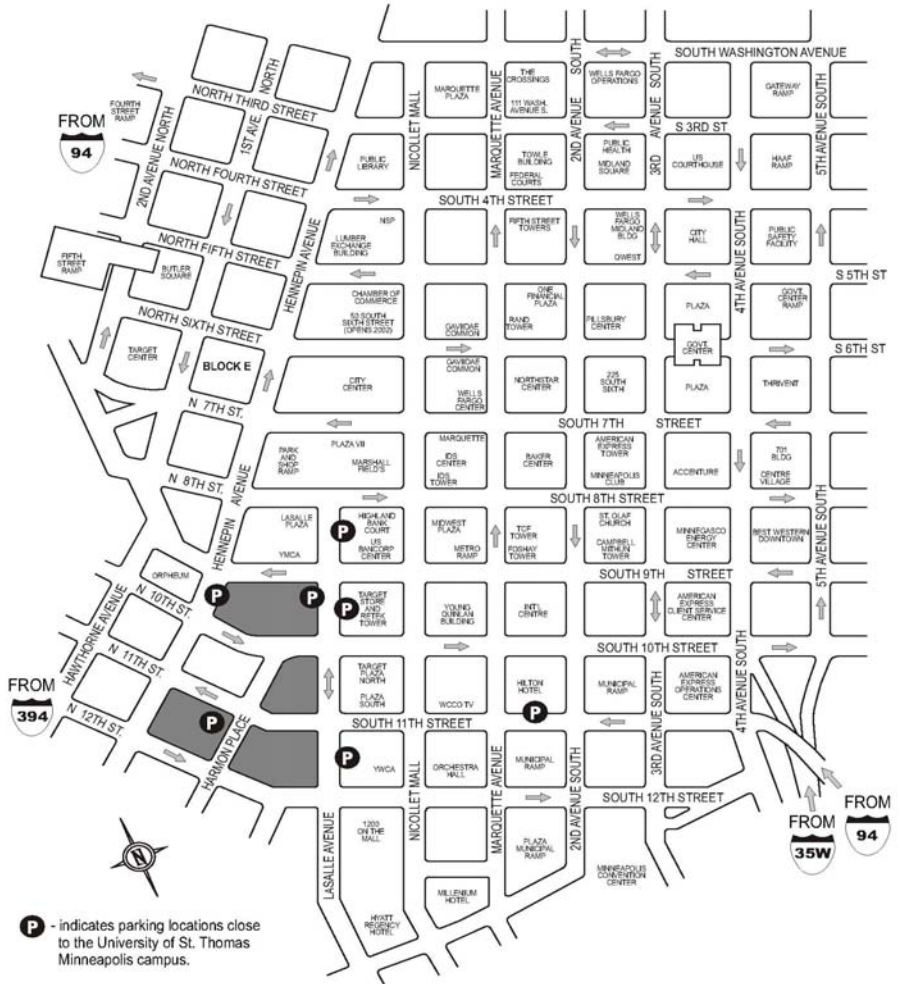 SOUTH WASHINGTON AVENUE
NORTH THIRD STREET
NORTH
1ST AVE.
FOURTH
STREET
RAMP
FROM
94
2ND AVENUE NORTH
NORTH FOURTH STREET
NORTH FIFTH STREET
HENNEPIN AVENUE
FIFTH
STREET
RAMP
BUTLER
SQUARE
NORTH SIXTH STREET
TARGET
CENTER
BLOCK E
N 7TH ST.
N 8TH ST.
HENNEPIN AVENUE
MARQUETTE
PLAZA
THE
CROSSINGS
111 WASH.
AVENUE S.
WELLS FARGO
OPERATIONS
GATEWAY
RAMP
NICOLLET MALL
MARQUETTE AVENUE
2ND AVENUE SOUTH
3RD AVENUE SOUTH
5TH AVENUE SOUTH
S 3RD ST
PUBLIC
LIBRARY
TOWLE
BUILDING
FEDERAL
COURTS
PUBLIC
HEALTH
MIDLAND
SQUARE
US
COURTHOUSE
HAAF
RAMP
SOUTH 4TH STREET
NSP
LUMBER
EXCHANGE
BUILDING
FIFTH STREET
TOWERS
WELLS
FARGO
MIDLAND
BLDG
QWEST
CITY
HALL
4TH AVENUE SOUTH
PUBLIC
SAFETY
FACILITY
S 5TH ST
CHAMBER OF
COMMERCE
50 SOUTH
SIXTH STREET
(OPENS 2002)
GAVIIDAE
COMMON
ONE
FINANCIAL
PLAZA
RAND
TOWER
PILLSBURY
CENTER
PLAZA
GOVT.
CENTER
RAMP
GOVT.
CENTER
S 6TH ST
CITY
CENTER
GAVIIDAE
COMMON
WELLS
FARGO
CENTER
NORTHSTAR
CENTER
225
SOUTH
SIXTH
PLAZA
THRIVENT
SOUTH 7TH STREET
PARK
AND
SHOP
RAMP
PLAZA VII
MARSHALL
FIELD'S
MARQUETTE
IDS
CENTER
IDS
TOWER
BAKER
CENTER
AMERICAN
EXPRESS
TOWER
MINNEAPOLIS
CLUB
ACCENTURE
701
BLDG
CENTRE
VILLAGE
SOUTH 8TH STREET
LASALLE
PLAZA
YMCA
P
HIGHLAND
BANK
COURT
US
BANCORP
CENTER
MIDWEST
PLAZA
METRO
RAMP
TCF
TOWER
FOSHAY
TOWER
ST. OLAF
CHURCH
CAMPBELL
MITHUN
TOWER
MINNEGASCO
ENERGY
CENTER
BEST WESTERN
DOWNTOWN
5TH AVENUE SOUTH
SOUTH 9TH STREET
ORPHEUM
N 10TH ST.
HAWTHORNE AVENUE
P
P
P
TARGET
STORE
AND
RETEK
TOWER
YOUNG
QUINLAN
BUILDING
INT'L
CENTRE
AMERICAN
EXPRESS
CLIENT SERVICE
CENTER
SOUTH 10TH STREET
N 11TH ST.
FROM
394
N 12TH ST.
P
HARMON PLACE
TARGET
PLAZA
NORTH
PLAZA
SOUTH
WCCO TV
HILTON
HOTEL
P
MUNICIPAL
RAMP
3RD AVENUE SOUTH
AMERICAN
EXPRESS
OPERATIONS
CENTER
4TH AVENUE SOUTH
SOUTH 11TH STREET
P
YWCA
NICOLLET MALL
ORCHESTRA
HALL
MARQUETTE AVENUE
MUNICIPAL
RAMP
2ND AVENUE SOUTH
SOUTH 12TH STREET
LASALLE AVENUE
1200
ON THE
MALL
PLAZA
MUNICIPAL
RAMP
MINNEAPOLIS
CONVENTION
CENTER
FROM
35W
FROM
94
N
MILLENIUM
HOTEL
HYATT
REGENCY
HOTEL
P - indicates parking locations close
to the University of St. Thomas
Minneapolis campus.